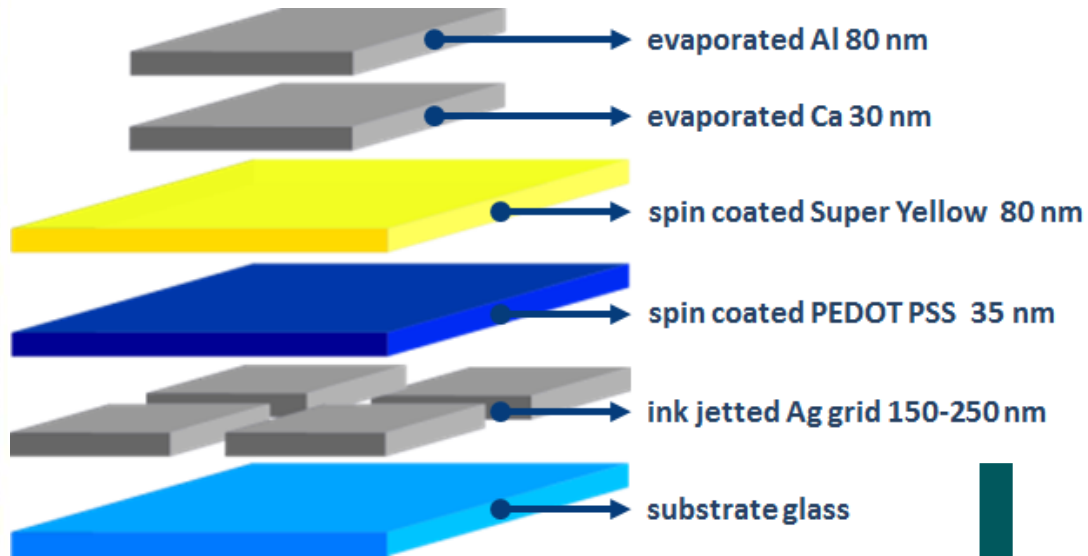 evaporated Al 80 nm
evaporated Ca 30 nm
spin coated Super Yellow 80 nm
spin coated PEDOT PSS 35 nm
ink jetted Ag grid 150-250 nm
substrate glass